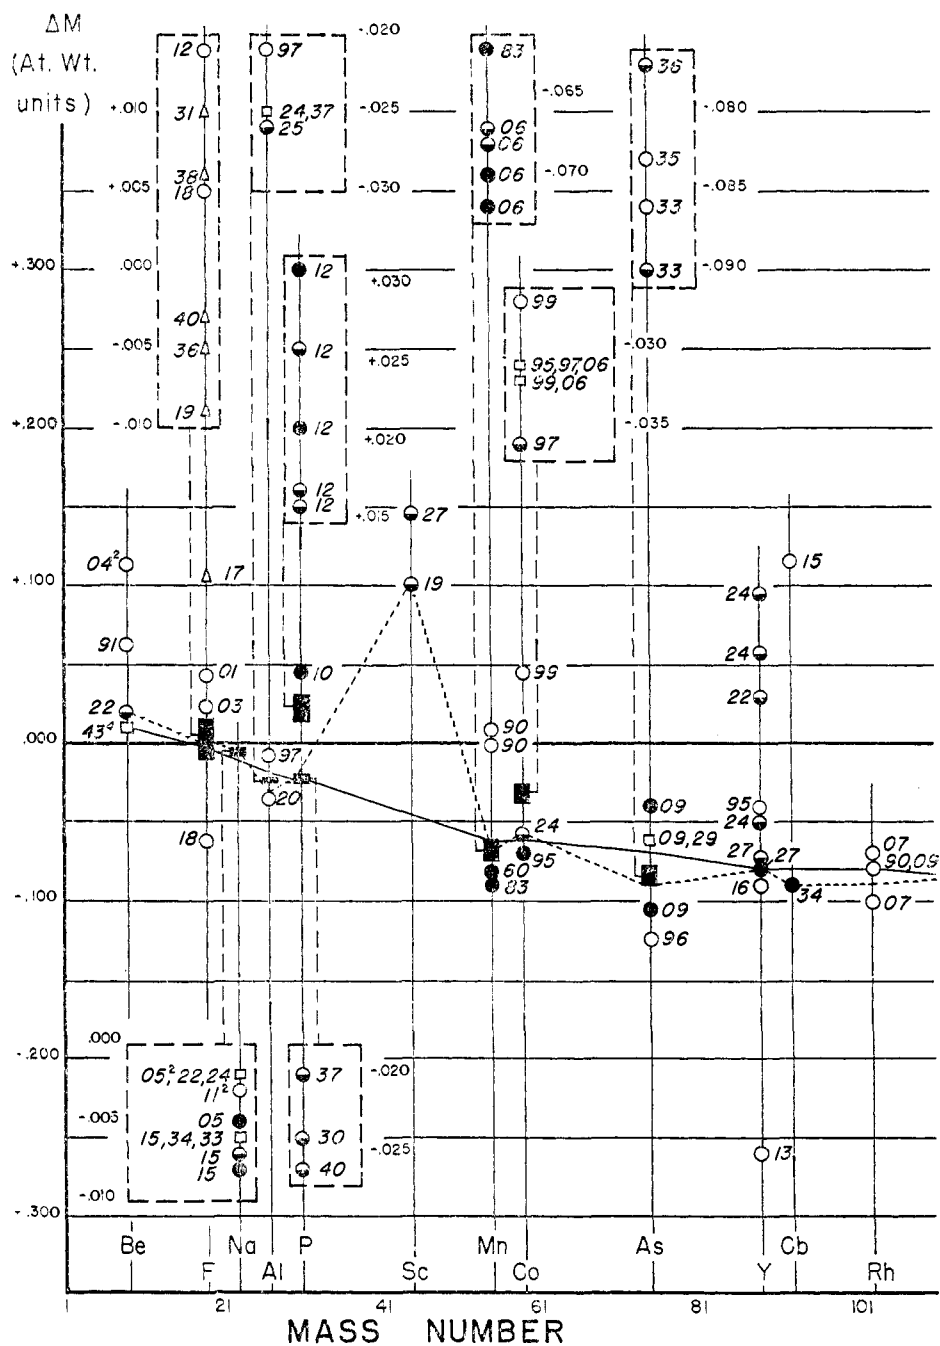 ΔM
(At. Wt.
units)
12 97 -.020 83 36
-.065
+.010 31 24,37 -.025 -.080
25 06
06
35
38 06 -.070
+.005 18 -.030 -.085
06 33
+.300 .000 12 +.030 33 -.090
99
40
-.005 36 12 +.025 -.030
95,97,06
99,06
19
+.200 -.010 12 +.020 97 -.035
12
12 +.015 27 15
04²
+.100 17 19 24
91 24
01 10 99 22
22 03
43⁴ 90
.000 97 90
20 09 95
24 24
18 09,29 07
95 27 27 90,09
60
-.100 83 16 34 07
09
96
.000
-.200
05²,22,24 37 -.020
11²
-.005 05
15,34,33 30 -.025
15 13
15 40
-.010
-.300
Be Na P Mn As Cb
F Al Sc Co Y Rh
1 21 41 61 81 101
MASS NUMBER